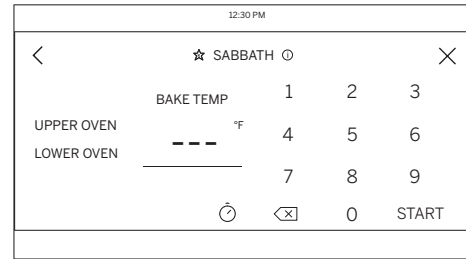 12:30 PM
SABBATH
BAKE TEMP
UPPER OVEN
LOWER OVEN
--- °F
1 2 3
4 5 6
7 8 9
0 START